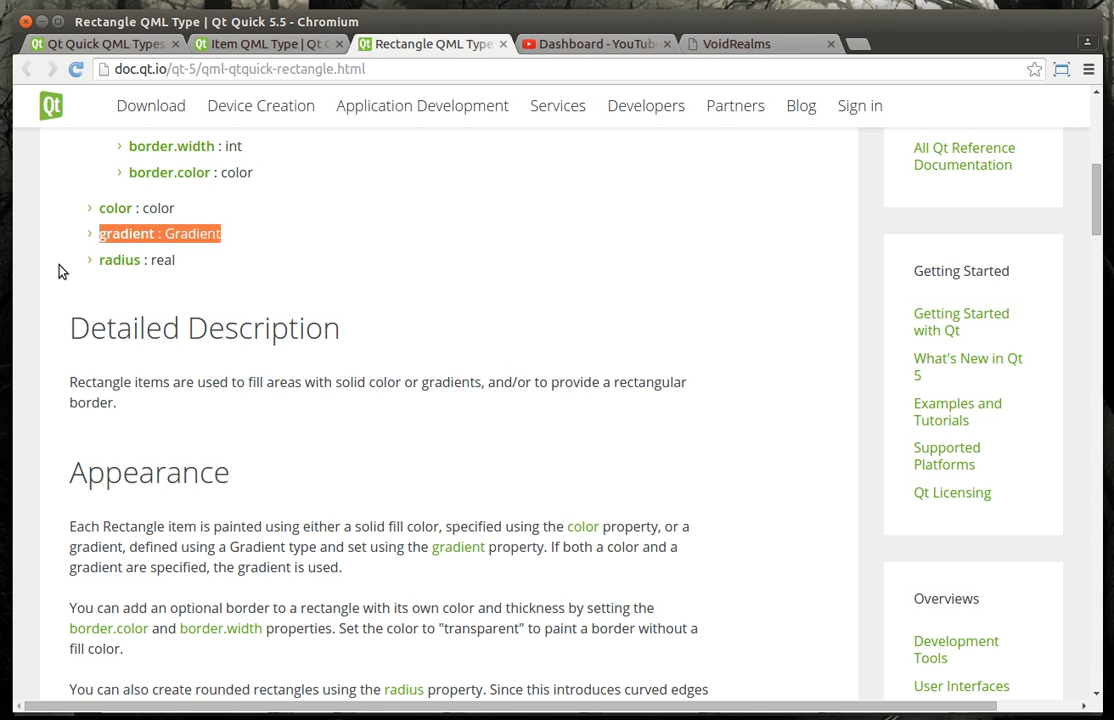 Rectangle QML Type | Qt Quick 5.5 - Chromium
Qt Quick QML Types
Item QML Type | Qt
Rectangle QML Type
Dashboard - YouTube
VoidRealms
doc.qt.io/qt-5/qml-qtquick-rectangle.html
Qt
Download Device Creation Application Development Services Developers Partners Blog Sign in
› border.width : int
› border.color : color
› color : color
› gradient : Gradient
› radius : real
Detailed Description
Rectangle items are used to fill areas with solid color or gradients, and/or to provide a rectangular
border.
Appearance
Each Rectangle item is painted using either a solid fill color, specified using the color property, or a
gradient, defined using a Gradient type and set using the gradient property. If both a color and a
gradient are specified, the gradient is used.
You can add an optional border to a rectangle with its own color and thickness by setting the
border.color and border.width properties. Set the color to "transparent" to paint a border without a
fill color.
You can also create rounded rectangles using the radius property. Since this introduces curved edges
All Qt Reference
Documentation
Getting Started
Getting Started
with Qt
What's New in Qt
5
Examples and
Tutorials
Supported
Platforms
Qt Licensing
Overviews
Development
Tools
User Interfaces